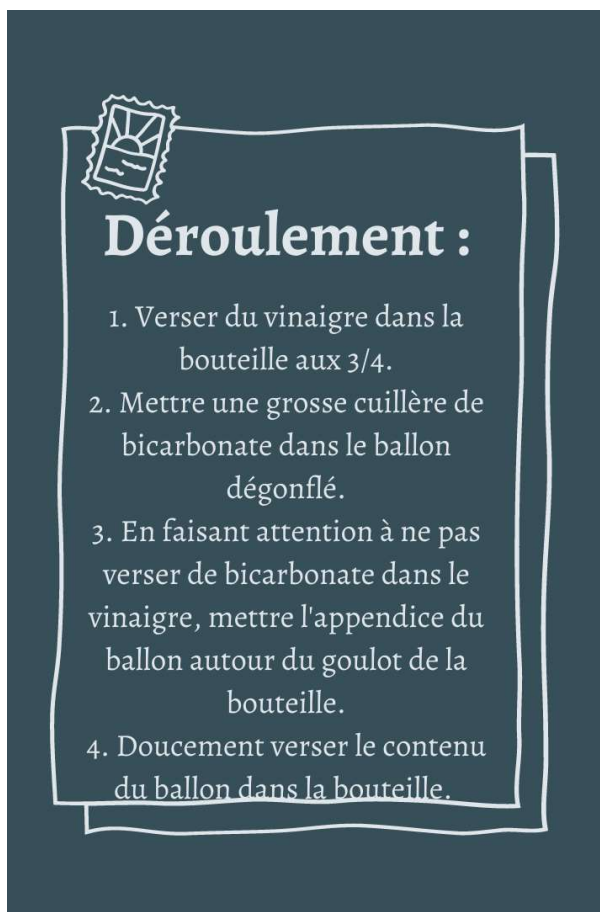 Déroulement :
1. Verser du vinaigre dans la
bouteille aux 3/4.
2. Mettre une grosse cuillère de
bicarbonate dans le ballon
dégonflé.
3. En faisant attention à ne pas
verser de bicarbonate dans le
vinaigre, mettre l'appendice du
ballon autour du goulot de la
bouteille.
4. Doucement verser le contenu
du ballon dans la bouteille.